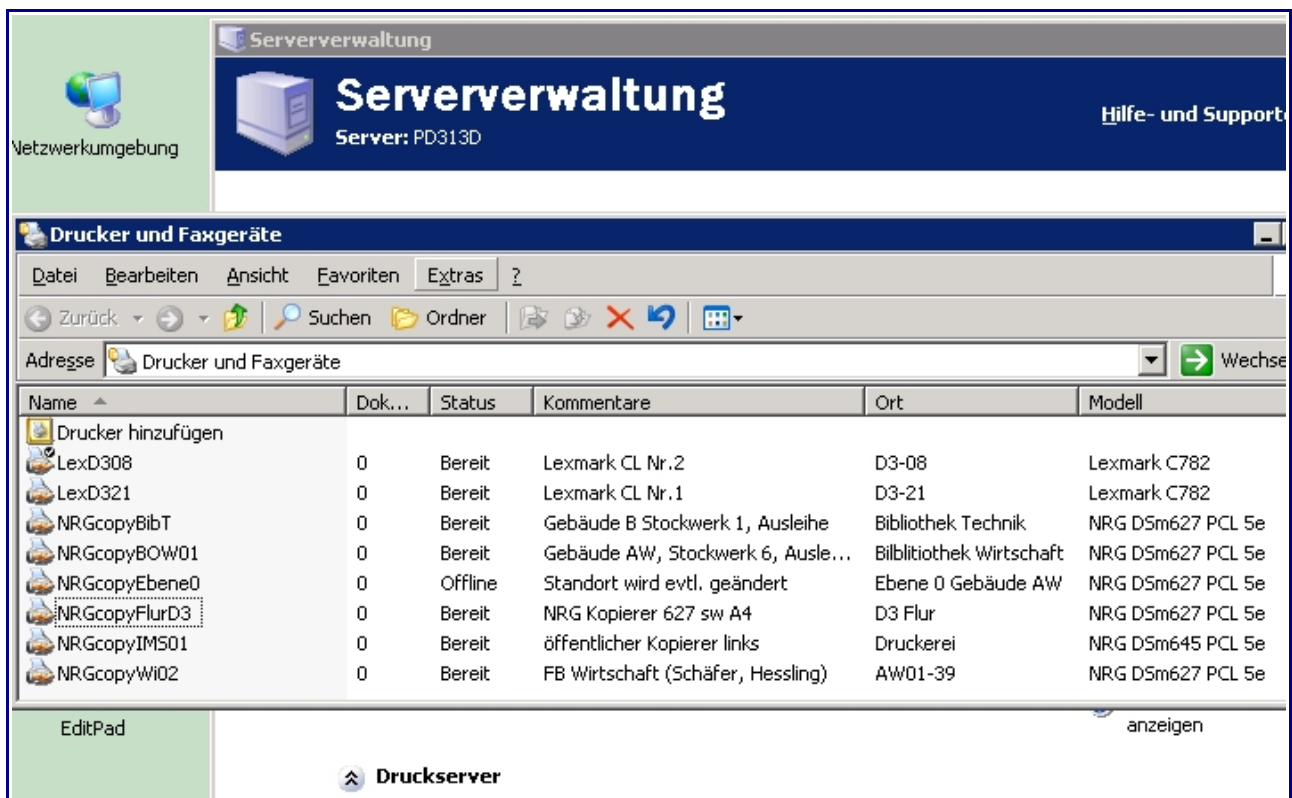 Serververwaltung
Serververwaltung
Server: PD313D
Hilfe- und Supporte
Netzwerkumgebung
Drucker und Faxgeräte
Datei Bearbeiten Ansicht Favoriten Extras ?
Zurück Suchen Ordner
Adresse Drucker und Faxgeräte Wechse
Name Dok... Status Kommentare Ort Modell
Drucker hinzufügen
LexD308 0 Bereit Lexmark CL Nr.2 D3-08 Lexmark C782
LexD321 0 Bereit Lexmark CL Nr.1 D3-21 Lexmark C782
NRGcopyBibT 0 Bereit Gebäude B Stockwerk 1, Ausleihe Bibliothek Technik NRG DSm627 PCL 5e
NRGcopyBOW01 0 Bereit Gebäude AW, Stockwerk 6, Ausle... Bilblitiothek Wirtschaft NRG DSm627 PCL 5e
NRGcopyEbene0 0 Offline Standort wird evtl. geändert Ebene 0 Gebäude AW NRG DSm627 PCL 5e
NRGcopyFlurD3 0 Bereit NRG Kopierer 627 sw A4 D3 Flur NRG DSm627 PCL 5e
NRGcopyIMS01 0 Bereit öffentlicher Kopierer links Druckerei NRG DSm645 PCL 5e
NRGcopyWi02 0 Bereit FB Wirtschaft (Schäfer, Hessling) AW01-39 NRG DSm627 PCL 5e
EditPad
anzeigen
Druckserver